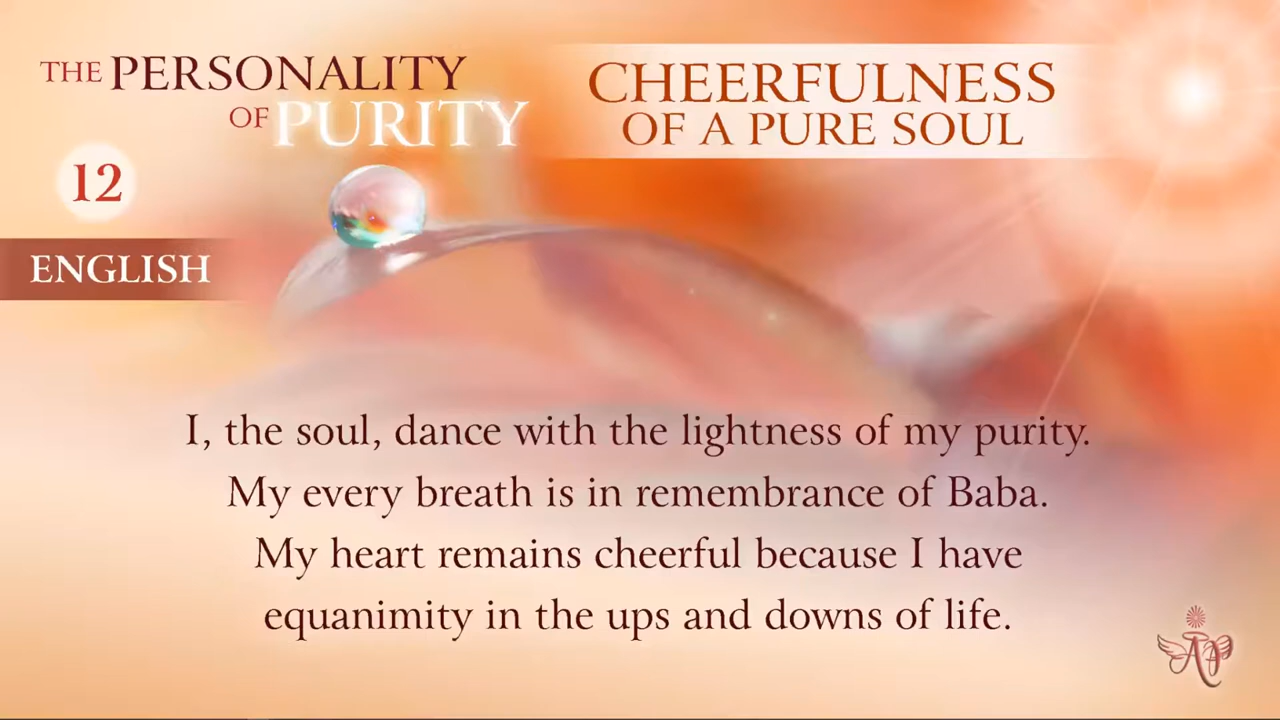 THE PERSONALITY
OF PURITY
CHEERFULNESS
OF A PURE SOUL
12
ENGLISH
I, the soul, dance with the lightness of my purity.
My every breath is in remembrance of Baba.
My heart remains cheerful because I have
equanimity in the ups and downs of life.